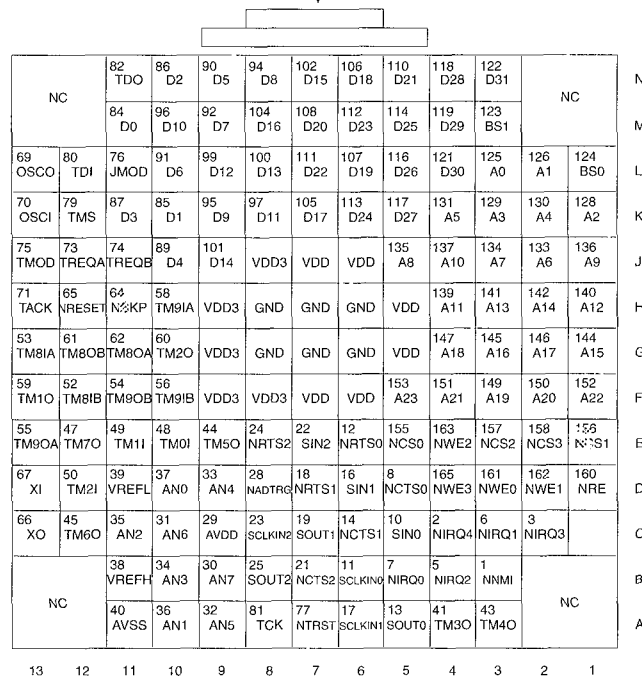 82 86 90 94 102 106 110 118 122
NC TDO D2 D5 D8 D15 D18 D21 D28 D31 NC N
84 96 92 104 108 112 114 119 123
D0 D10 D7 D16 D20 D23 D25 D29 BS1 M
69 80 76 91 99 100 111 107 116 121 125 126 124
OSCO TDI JMOD D6 D12 D13 D22 D19 D26 D30 A0 A1 BS0 L
70 79 87 85 95 97 105 113 117 131 129 130 128
OSCI TMS D3 D1 D9 D11 D17 D24 D27 A5 A3 A4 A2 K
75 73 74 89 101 135 137 134 133 136
TMOD TREQA TREQB D4 D14 VDD3 VDD VDD A8 A10 A7 A6 A9 J
71 65 64 58 139 141 142 140
TACK NRESET TM9IA VDD3 GND GND GND VDD A11 A13 A14 A12 H
53 61 62 60 147 145 146 144
TM8IA TM8OB TM8OA TM2O VDD3 GND GND GND VDD A18 A16 A17 A15 G
59 52 54 56 153 151 149 150 152
TM1O TM8IB TM9OB TM9IB VDD3 VDD3 VDD VDD A23 A21 A19 A20 A22 F
55 47 49 48 44 24 22 12 155 163 157 158 156
TM9OA TM7O TM1I TM0I TM5O NRTS2 SIN2 NRTS0 NCS0 NWE2 NCS2 NCS3 NCS1 E
67 50 39 37 33 28 18 16 8 165 161 162 160
XI TM2I VREFL AN0 AN4 NADTRG NRTS1 SIN1 NCTS0 NWE3 NWE0 NWE1 NRE D
66 45 35 31 29 23 19 14 10 2 6 3
XO TM6O AN2 AN6 AVDD SCLKIN2 SOUT1 NCTS1 SIN0 NIRQ4 NIRQ1 NIRQ3 C
38 34 30 25 21 11 7 5 1
NC VREFH AN3 AN7 SOUT2 NCTS2 SCLKIN0 NIRQ0 NIRQ2 NNMI NC B
40 36 32 81 77 17 13 41 43
AVSS AN1 AN5 TCK NTRST SCLKIN1 SOUT0 TM3O TM4O A
13 12 11 10 9 8 7 6 5 4 3 2 1